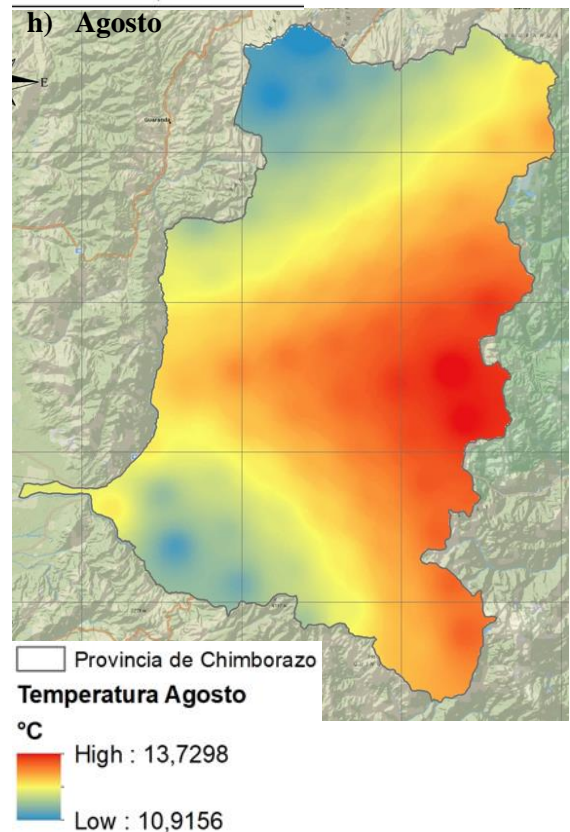 h) Agosto
E
Guaranda
Provincia de Chimborazo
Temperatura Agosto
°C
High : 13,7298
Low : 10,9156